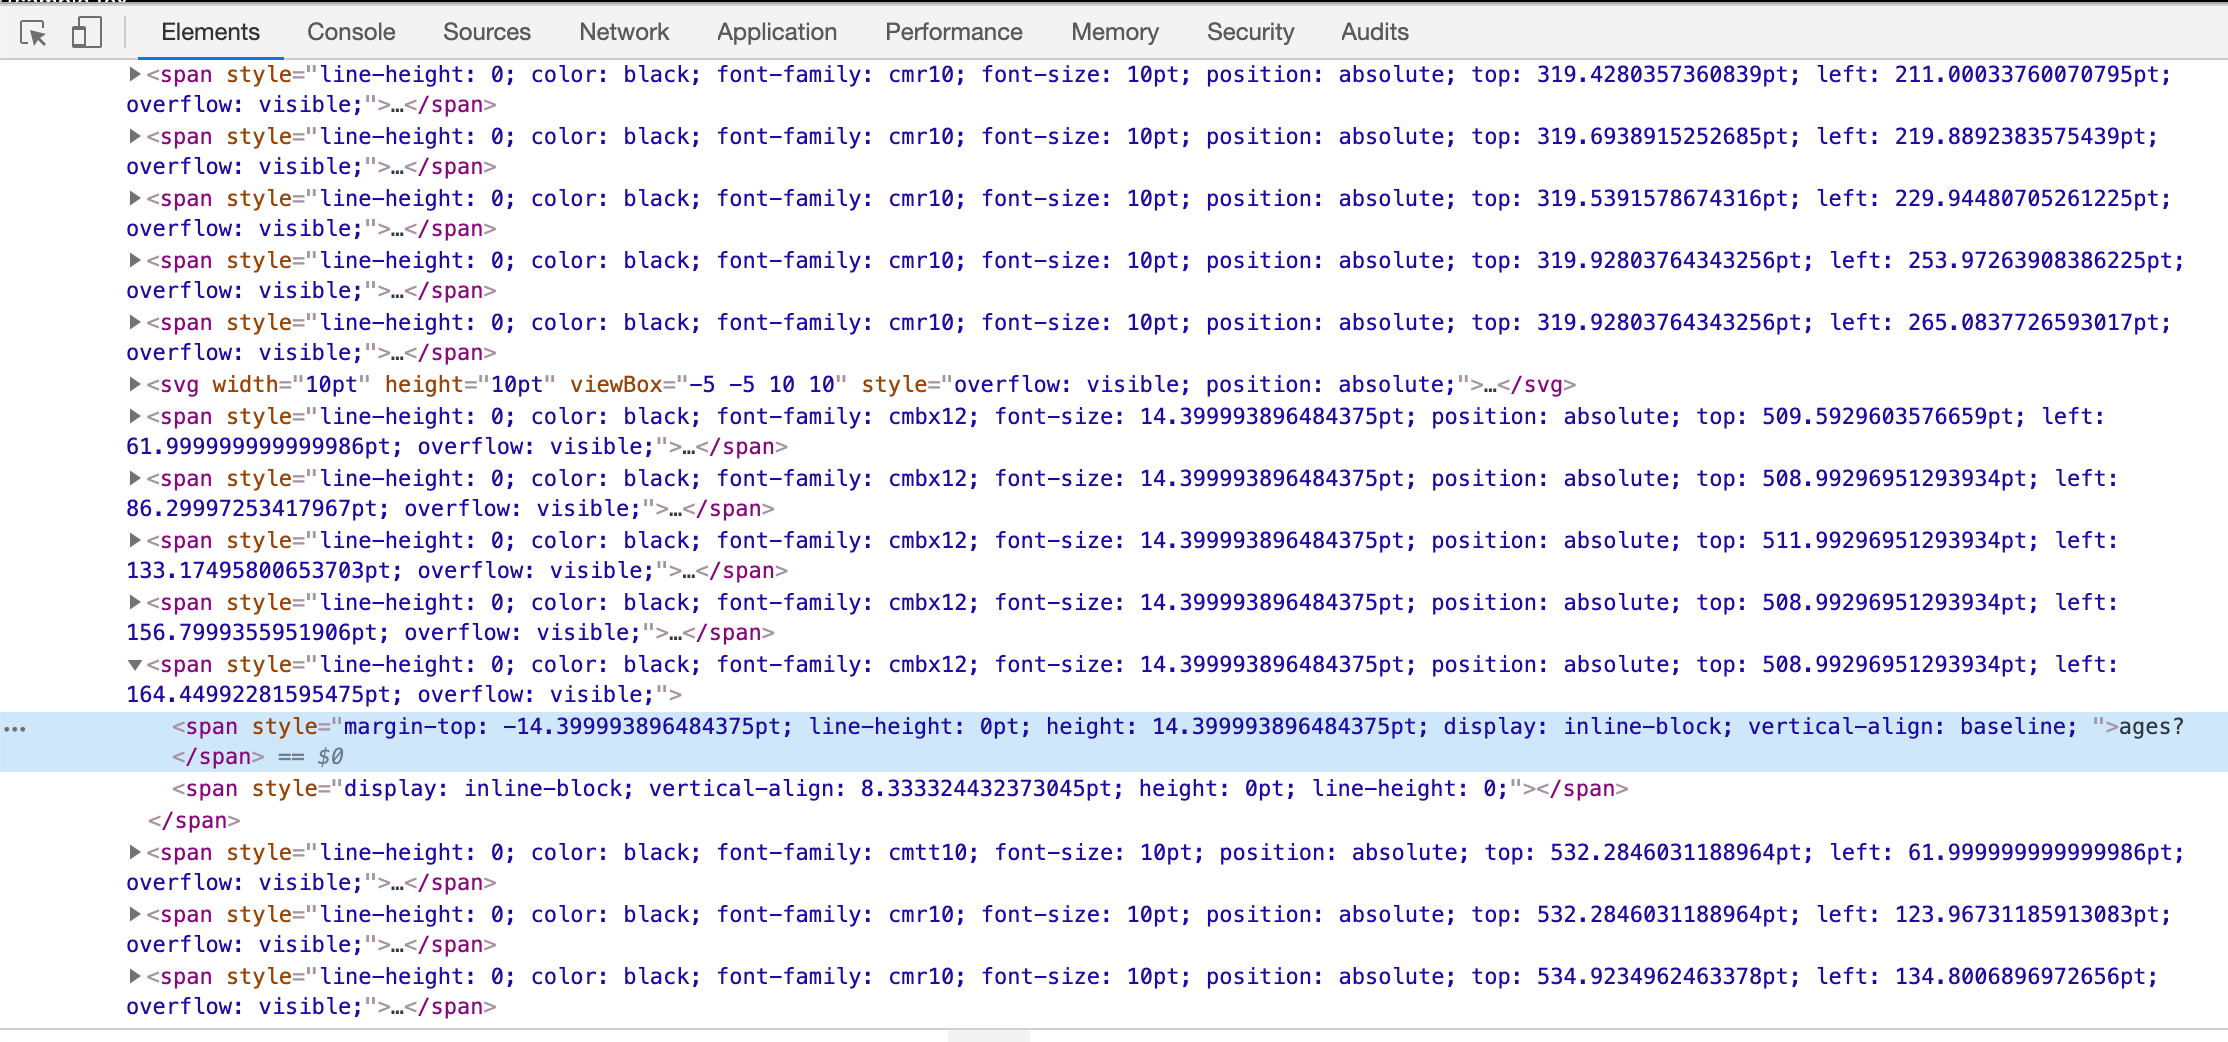 Elements Console Sources Network Application Performance Memory Security Audits
▶<span style="line-height: 0; color: black; font-family: cmr10; font-size: 10pt; position: absolute; top: 319.4280357360839pt; left: 211.00033760070795pt;
overflow: visible;">…</span>
▶<span style="line-height: 0; color: black; font-family: cmr10; font-size: 10pt; position: absolute; top: 319.6938915252685pt; left: 219.8892383575439pt;
overflow: visible;">…</span>
▶<span style="line-height: 0; color: black; font-family: cmr10; font-size: 10pt; position: absolute; top: 319.5391578674316pt; left: 229.94480705261225pt;
overflow: visible;">…</span>
▶<span style="line-height: 0; color: black; font-family: cmr10; font-size: 10pt; position: absolute; top: 319.92803764343256pt; left: 253.97263908386225pt;
overflow: visible;">…</span>
▶<span style="line-height: 0; color: black; font-family: cmr10; font-size: 10pt; position: absolute; top: 319.92803764343256pt; left: 265.0837726593017pt;
overflow: visible;">…</span>
▶<svg width="10pt" height="10pt" viewBox="-5 -5 10 10" style="overflow: visible; position: absolute;">…</svg>
▶<span style="line-height: 0; color: black; font-family: cmbx12; font-size: 14.399993896484375pt; position: absolute; top: 509.5929603576659pt; left:
61.999999999999986pt; overflow: visible;">…</span>
▶<span style="line-height: 0; color: black; font-family: cmbx12; font-size: 14.399993896484375pt; position: absolute; top: 508.99296951293934pt; left:
86.29997253417967pt; overflow: visible;">…</span>
▶<span style="line-height: 0; color: black; font-family: cmbx12; font-size: 14.399993896484375pt; position: absolute; top: 511.99296951293934pt; left:
133.17495800653703pt; overflow: visible;">…</span>
▶<span style="line-height: 0; color: black; font-family: cmbx12; font-size: 14.399993896484375pt; position: absolute; top: 508.99296951293934pt; left:
156.7999355951906pt; overflow: visible;">…</span>
▼<span style="line-height: 0; color: black; font-family: cmbx12; font-size: 14.399993896484375pt; position: absolute; top: 508.99296951293934pt; left:
164.44992281595475pt; overflow: visible;">
… <span style="margin-top: -14.399993896484375pt; line-height: 0pt; height: 14.399993896484375pt; display: inline-block; vertical-align: baseline; ">ages?
</span> == $0
<span style="display: inline-block; vertical-align: 8.333324432373045pt; height: 0pt; line-height: 0;"></span>
</span>
▶<span style="line-height: 0; color: black; font-family: cmtt10; font-size: 10pt; position: absolute; top: 532.2846031188964pt; left: 61.999999999999986pt;
overflow: visible;">…</span>
▶<span style="line-height: 0; color: black; font-family: cmr10; font-size: 10pt; position: absolute; top: 532.2846031188964pt; left: 123.96731185913083pt;
overflow: visible;">…</span>
▶<span style="line-height: 0; color: black; font-family: cmr10; font-size: 10pt; position: absolute; top: 534.9234962463378pt; left: 134.8006896972656pt;
overflow: visible;">…</span>